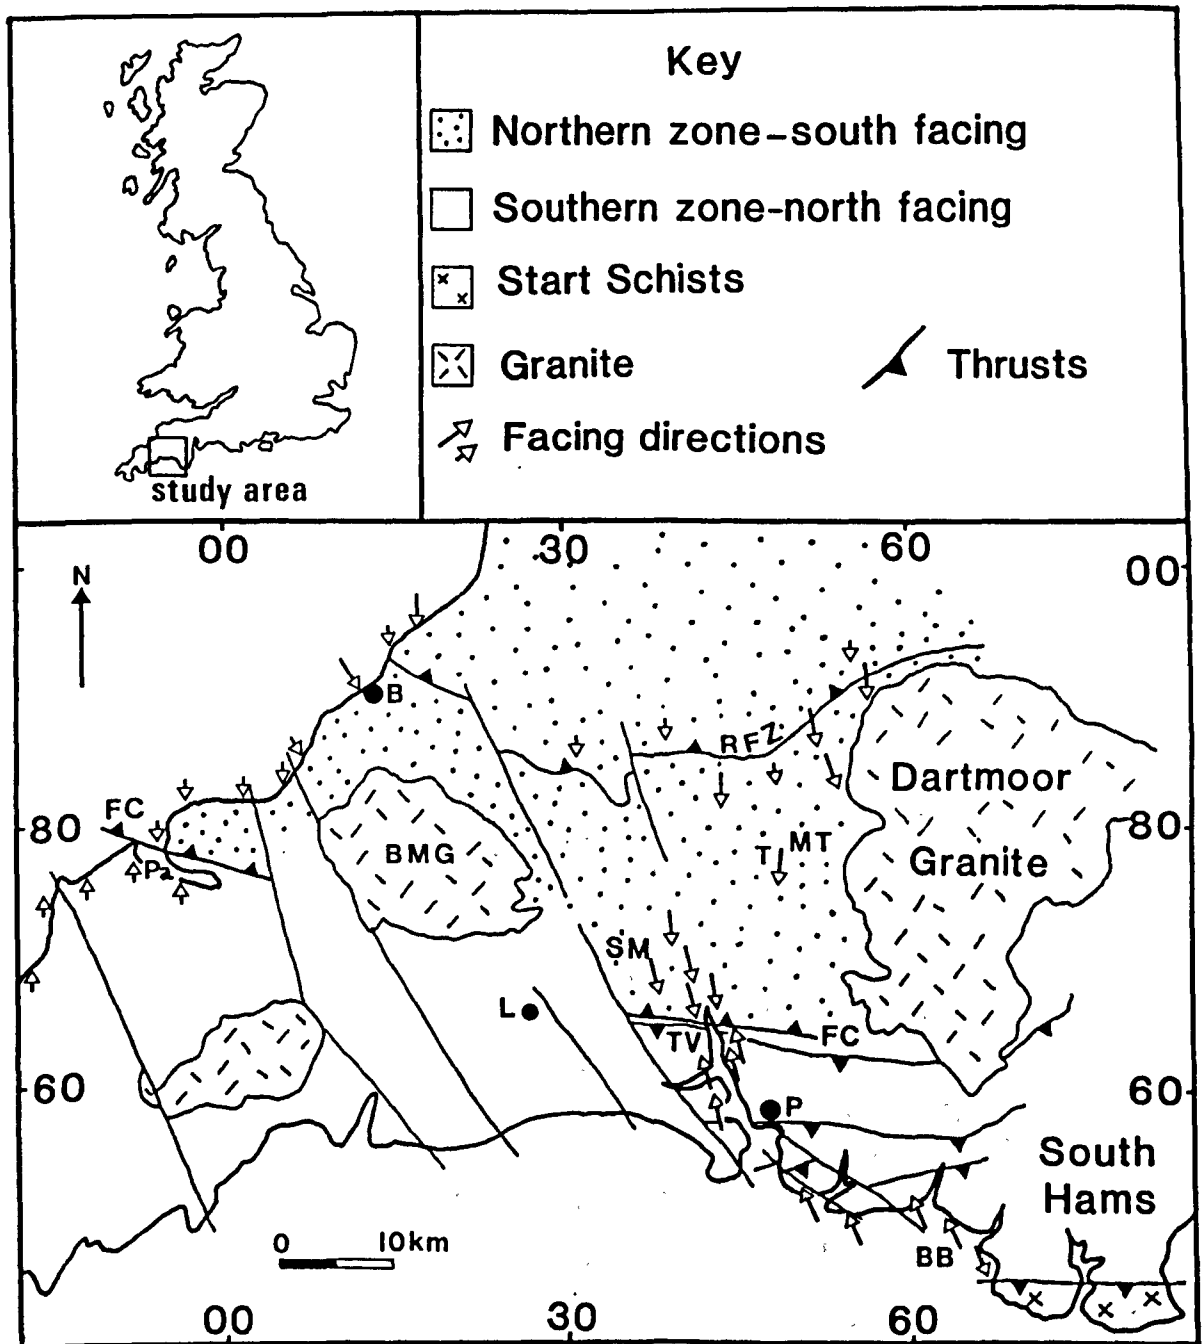 study area
Key
Northern zone-south facing
Southern zone-north facing
Start Schists
Granite
Thrusts
Facing directions
00
30
60
N
00
B
RFZ
FC
80
Pa
BMG
T
MT
Dartmoor
Granite
80
SM
L
TV
T
FC
60
P
60
South
Hams
0
10km
BB
00
30
60